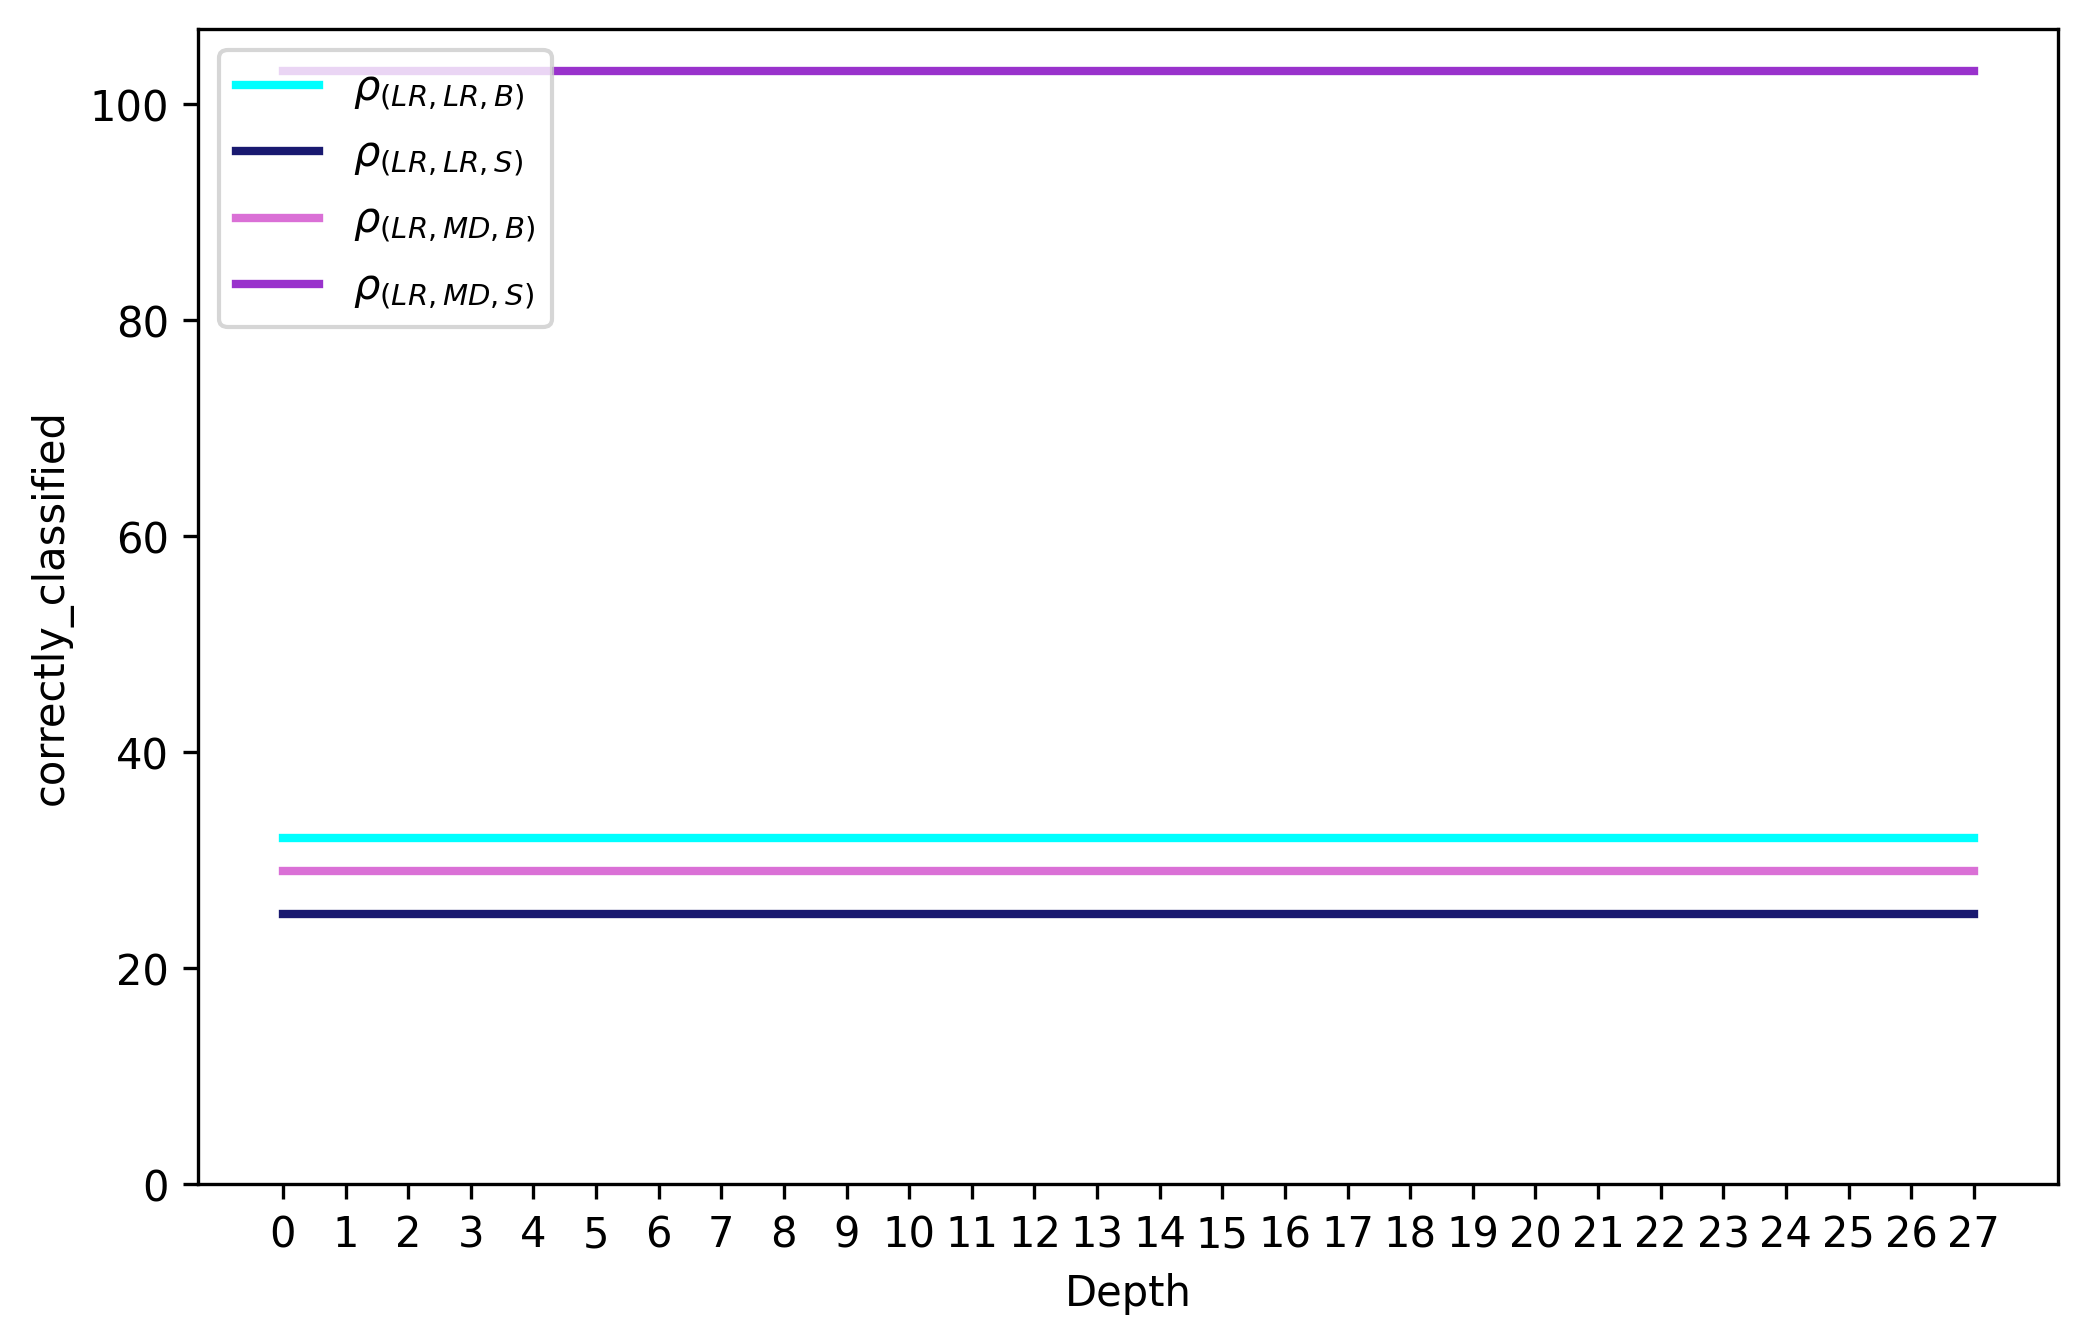 ρ(LR, LR, B)
ρ(LR, LR, S)
ρ(LR, MD, B)
ρ(LR, MD, S)
100
80
60
40
20
0
correctly_classified
0 1 2 3 4 5 6 7 8 9 10 11 12 13 14 15 16 17 18 19 20 21 22 23 24 25 26 27
Depth